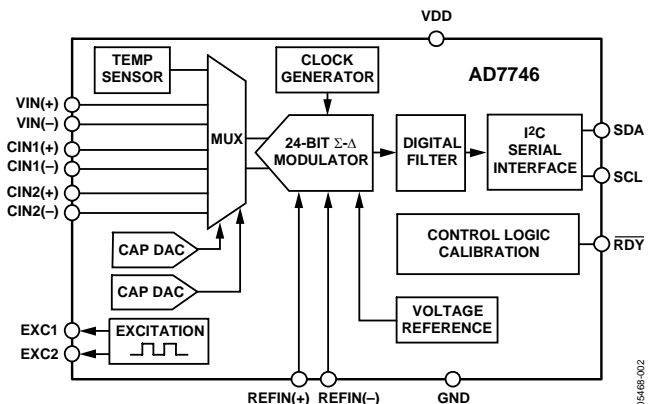 VDD
TEMP
SENSOR
CLOCK
GENERATOR
AD7746
VIN(+)
VIN(–)
CIN1(+)
CIN1(–)
CIN2(+)
CIN2(–)
MUX
24-BIT Σ-Δ
MODULATOR
DIGITAL
FILTER
I²C
SERIAL
INTERFACE
SDA
SCL
CAP DAC
CAP DAC
CONTROL LOGIC
CALIBRATION
RDY
EXC1
EXC2
EXCITATION
VOLTAGE
REFERENCE
REFIN(+)
REFIN(–)
GND
05468-002